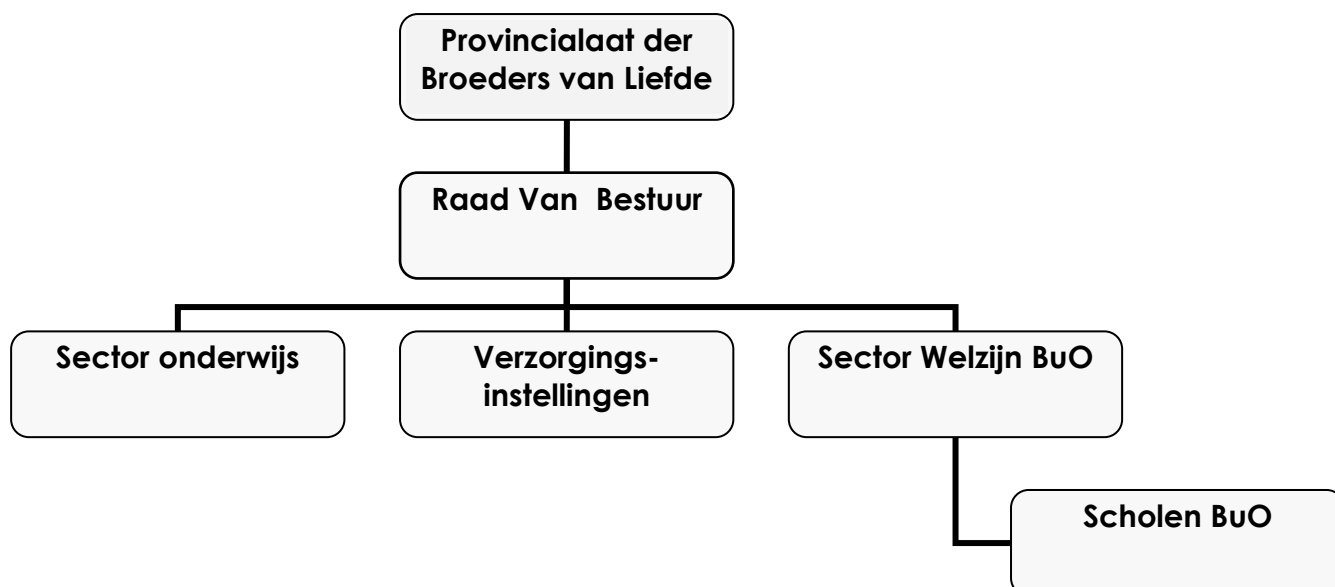 Provincialaat der
Broeders van Liefde
Raad Van  Bestuur
Sector onderwijs
Verzorgings-
instellingen
Sector Welzijn BuO
Scholen BuO